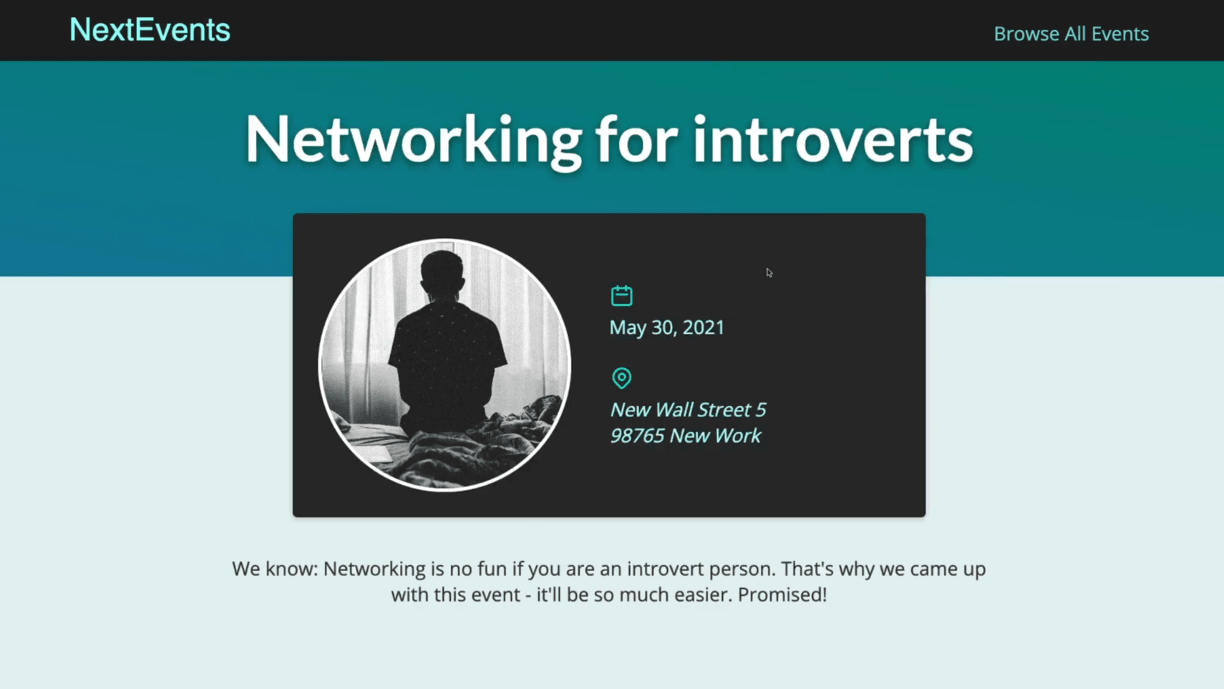 NextEvents
Browse All Events
Networking for introverts
May 30, 2021
New Wall Street 5
98765 New Work
We know: Networking is no fun if you are an introvert person. That's why we came up
with this event - it'll be so much easier. Promised!